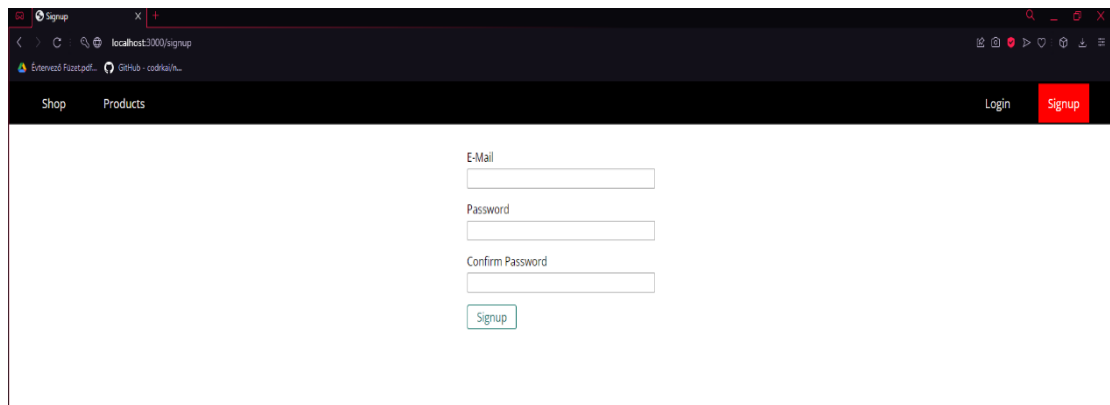 Signup
localhost:3000/signup
Évtervező Füzet.pdf... GitHub - codrkai/n...
Shop Products Login Signup
E-Mail
Password
Confirm Password
Signup